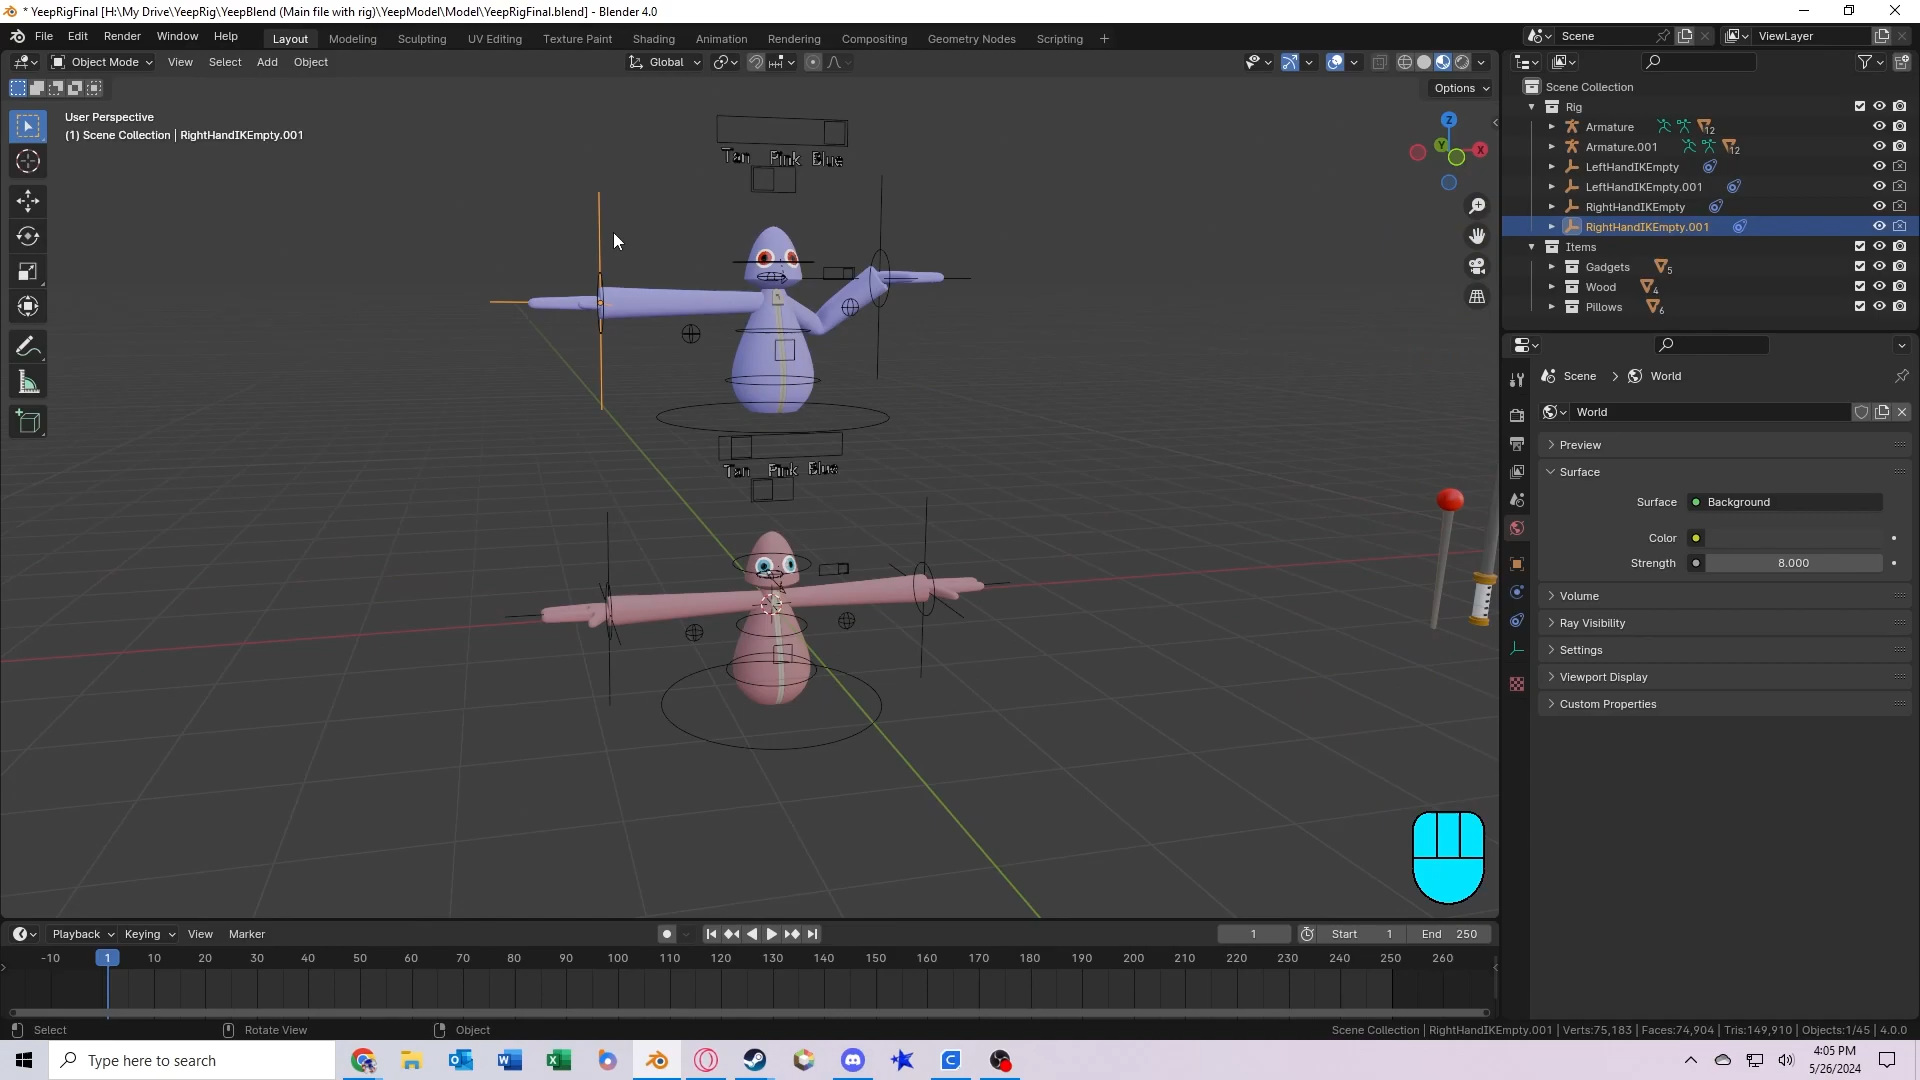 * YeepRigFinal [H:\My Drive\YeepRig\YeepBlend (Main file with rig)\YeepModel\Model\YeepRigFinal.blend] - Blender 4.0
File Edit Render Window Help
Layout Modeling Sculpting UV Editing Texture Paint Shading Animation Rendering Compositing Geometry Nodes Scripting +
Scene
ViewLayer
Object Mode View Select Add Object
Global
Options
User Perspective
(1) Scene Collection | RightHandIKEmpty.001
Tan Pink Blue
Tan Pink Blue
Z
Y
X
Scene Collection
Rig
Armature 12
Armature.001 12
LeftHandIKEmpty
LeftHandIKEmpty.001
RightHandIKEmpty
RightHandIKEmpty.001
Items
Gadgets 5
Wood 4
Pillows 6
Scene > World
World
Preview
Surface
Surface Background
Color
Strength 8.000
Volume
Ray Visibility
Settings
Viewport Display
Custom Properties
Playback Keying View Marker
1 Start 1 End 250
-10 1 10 20 30 40 50 60 70 80 90 100 110 120 130 140 150 160 170 180 190 200 210 220 230 240 250 260
Select Rotate View Object
Scene Collection | RightHandIKEmpty.001 | Verts:75,183 | Faces:74,904 | Tris:149,910 | Objects:1/45 | 4.0.0
Type here to search
4:05 PM
5/26/2024